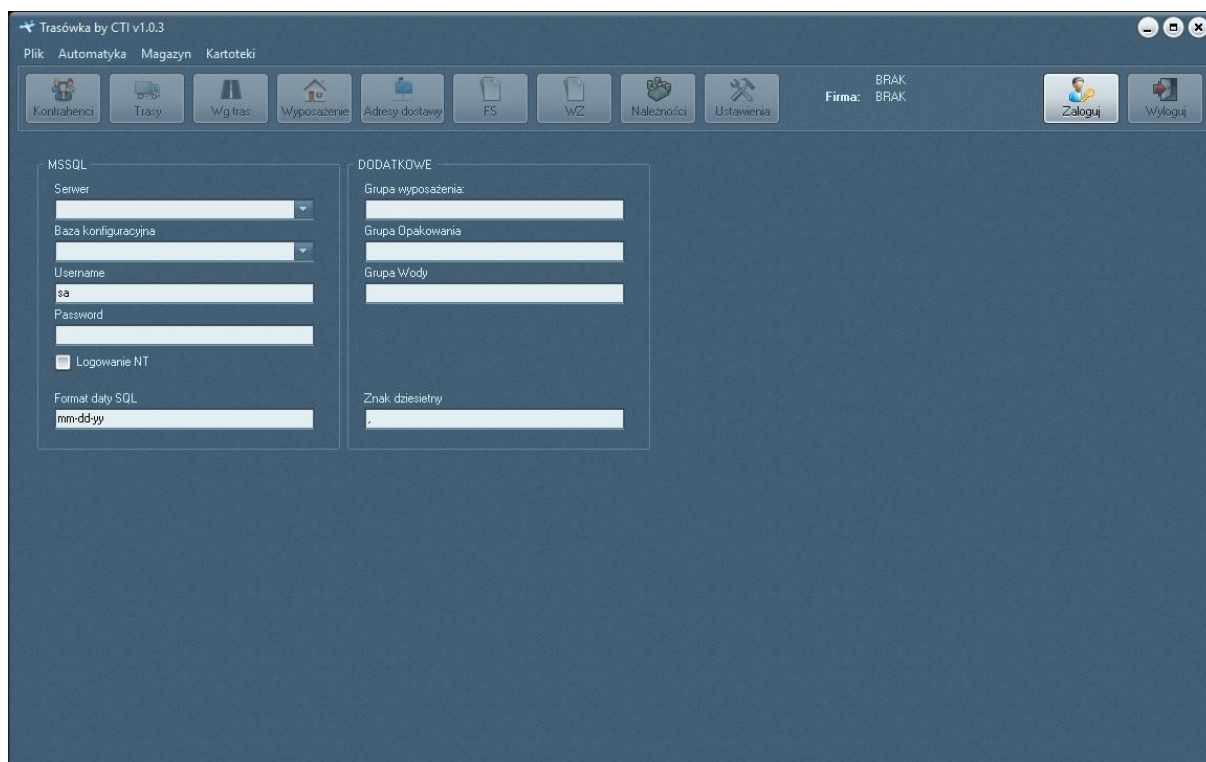 Trasówka by CTI v1.0.3
Plik Automatyka Magazyn Kartoteki
Kontrahenci Trasy Wg tras Wyposażenie Adresy dostawy FS WZ Należności Ustawienia
BRAK
Firma: BRAK
Zaloguj Wyloguj
MSSQL
Serwer
Baza konfiguracyjna
Username
sa
Password
Logowanie NT
Format daty SQL
mm-dd-yy
DODATKOWE
Grupa wyposażenia:
Grupa Opakowania
Grupa Wody
Znak dziesietny
,